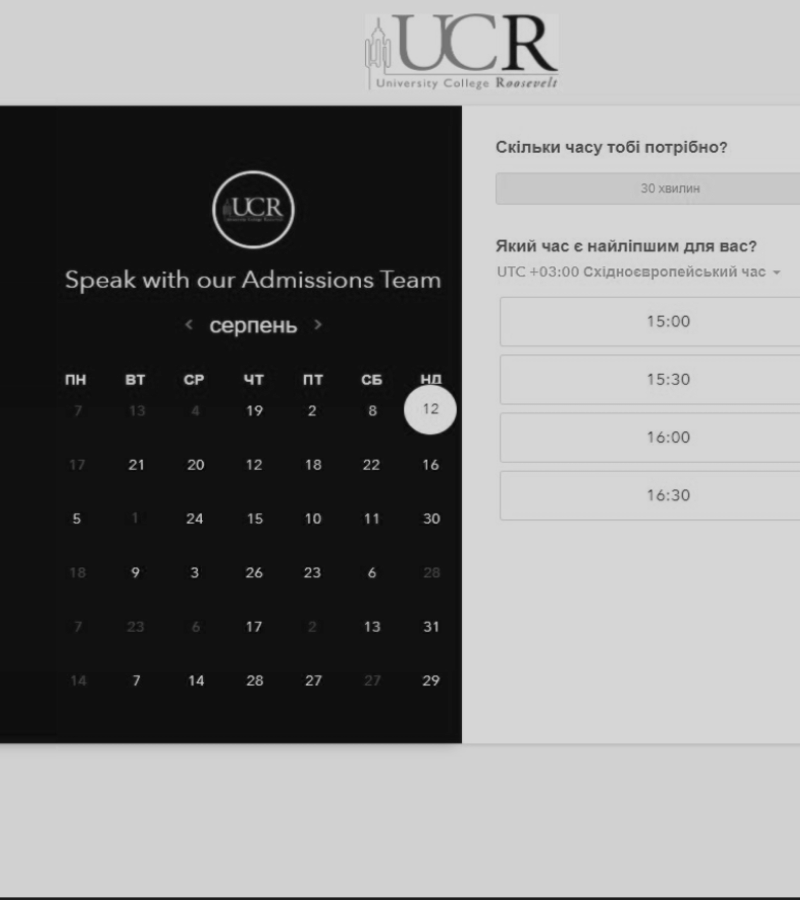 UCR
University College Roosevelt
UCR
Speak with our Admissions Team
серпень
ПН ВТ СР ЧТ ПТ СБ НД
7 13 4 19 2 8 12
17 21 20 12 18 22 16
5 1 24 15 10 11 30
18 9 3 26 23 6 28
7 23 6 17 2 13 31
14 7 14 28 27 27 29
Скільки часу тобі потрібно?
30 хвилин
Який час є найліпшим для вас?
UTC +03:00 Східноєвропейський час
15:00
15:30
16:00
16:30